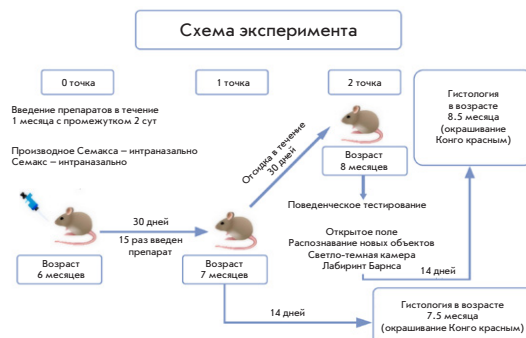 Схема эксперимента
0 точка
1 точка
2 точка
Введение препаратов в течение
1 месяца с промежутком 2 сут
Производное Семакса – интраназально
Семакс – интраназально
30 дней
15 раз введен
препарат
Возраст
6 месяцев
Возраст
7 месяцев
Отсидка в течение
30 дней
Возраст
8 месяцев
Поведенческое тестирование
Открытое поле
Распознавание новых объектов
Светло-темная камера
Лабиринт Барнса
14 дней
Гистология
в возрасте
8.5 месяца
(окрашивание
Конго красным)
14 дней
Гистология в возрасте
7.5 месяца
(окрашивание Конго красным)